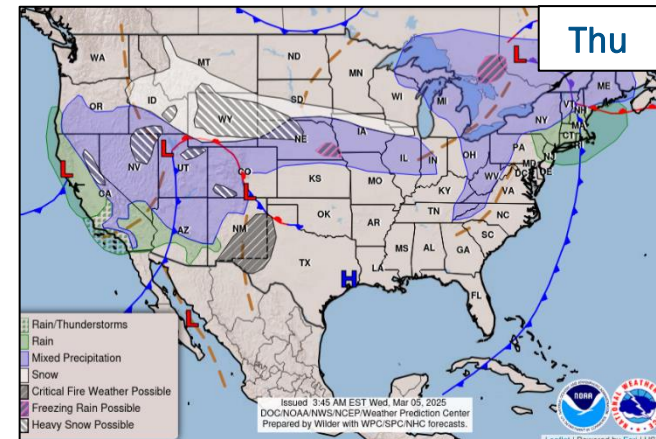 Thu
WA
MT
ND
MN
OR
ID
SD
WI
MI
VT
NH
ME
WY
NY
MA
CT
RI
IA
NE
PA
NJ
NV
UT
CO
IL
IN
OH
MD
DE
DC
WV
VA
CA
KS
MO
KY
AZ
NM
OK
AR
TN
NC
SC
TX
LA
MS
AL
GA
FL
L
L
L
L
L
H
Rain/Thunderstorms
Rain
Mixed Precipitation
Snow
Critical Fire Weather Possible
Freezing Rain Possible
Heavy Snow Possible
Issued 3:45 AM EST Wed, Mar 05, 2025
DOC/NOAA/NWS/NCEP/Weather Prediction Center
Prepared by Wilder with WPC/SPC/NHC forecasts.
NOAA